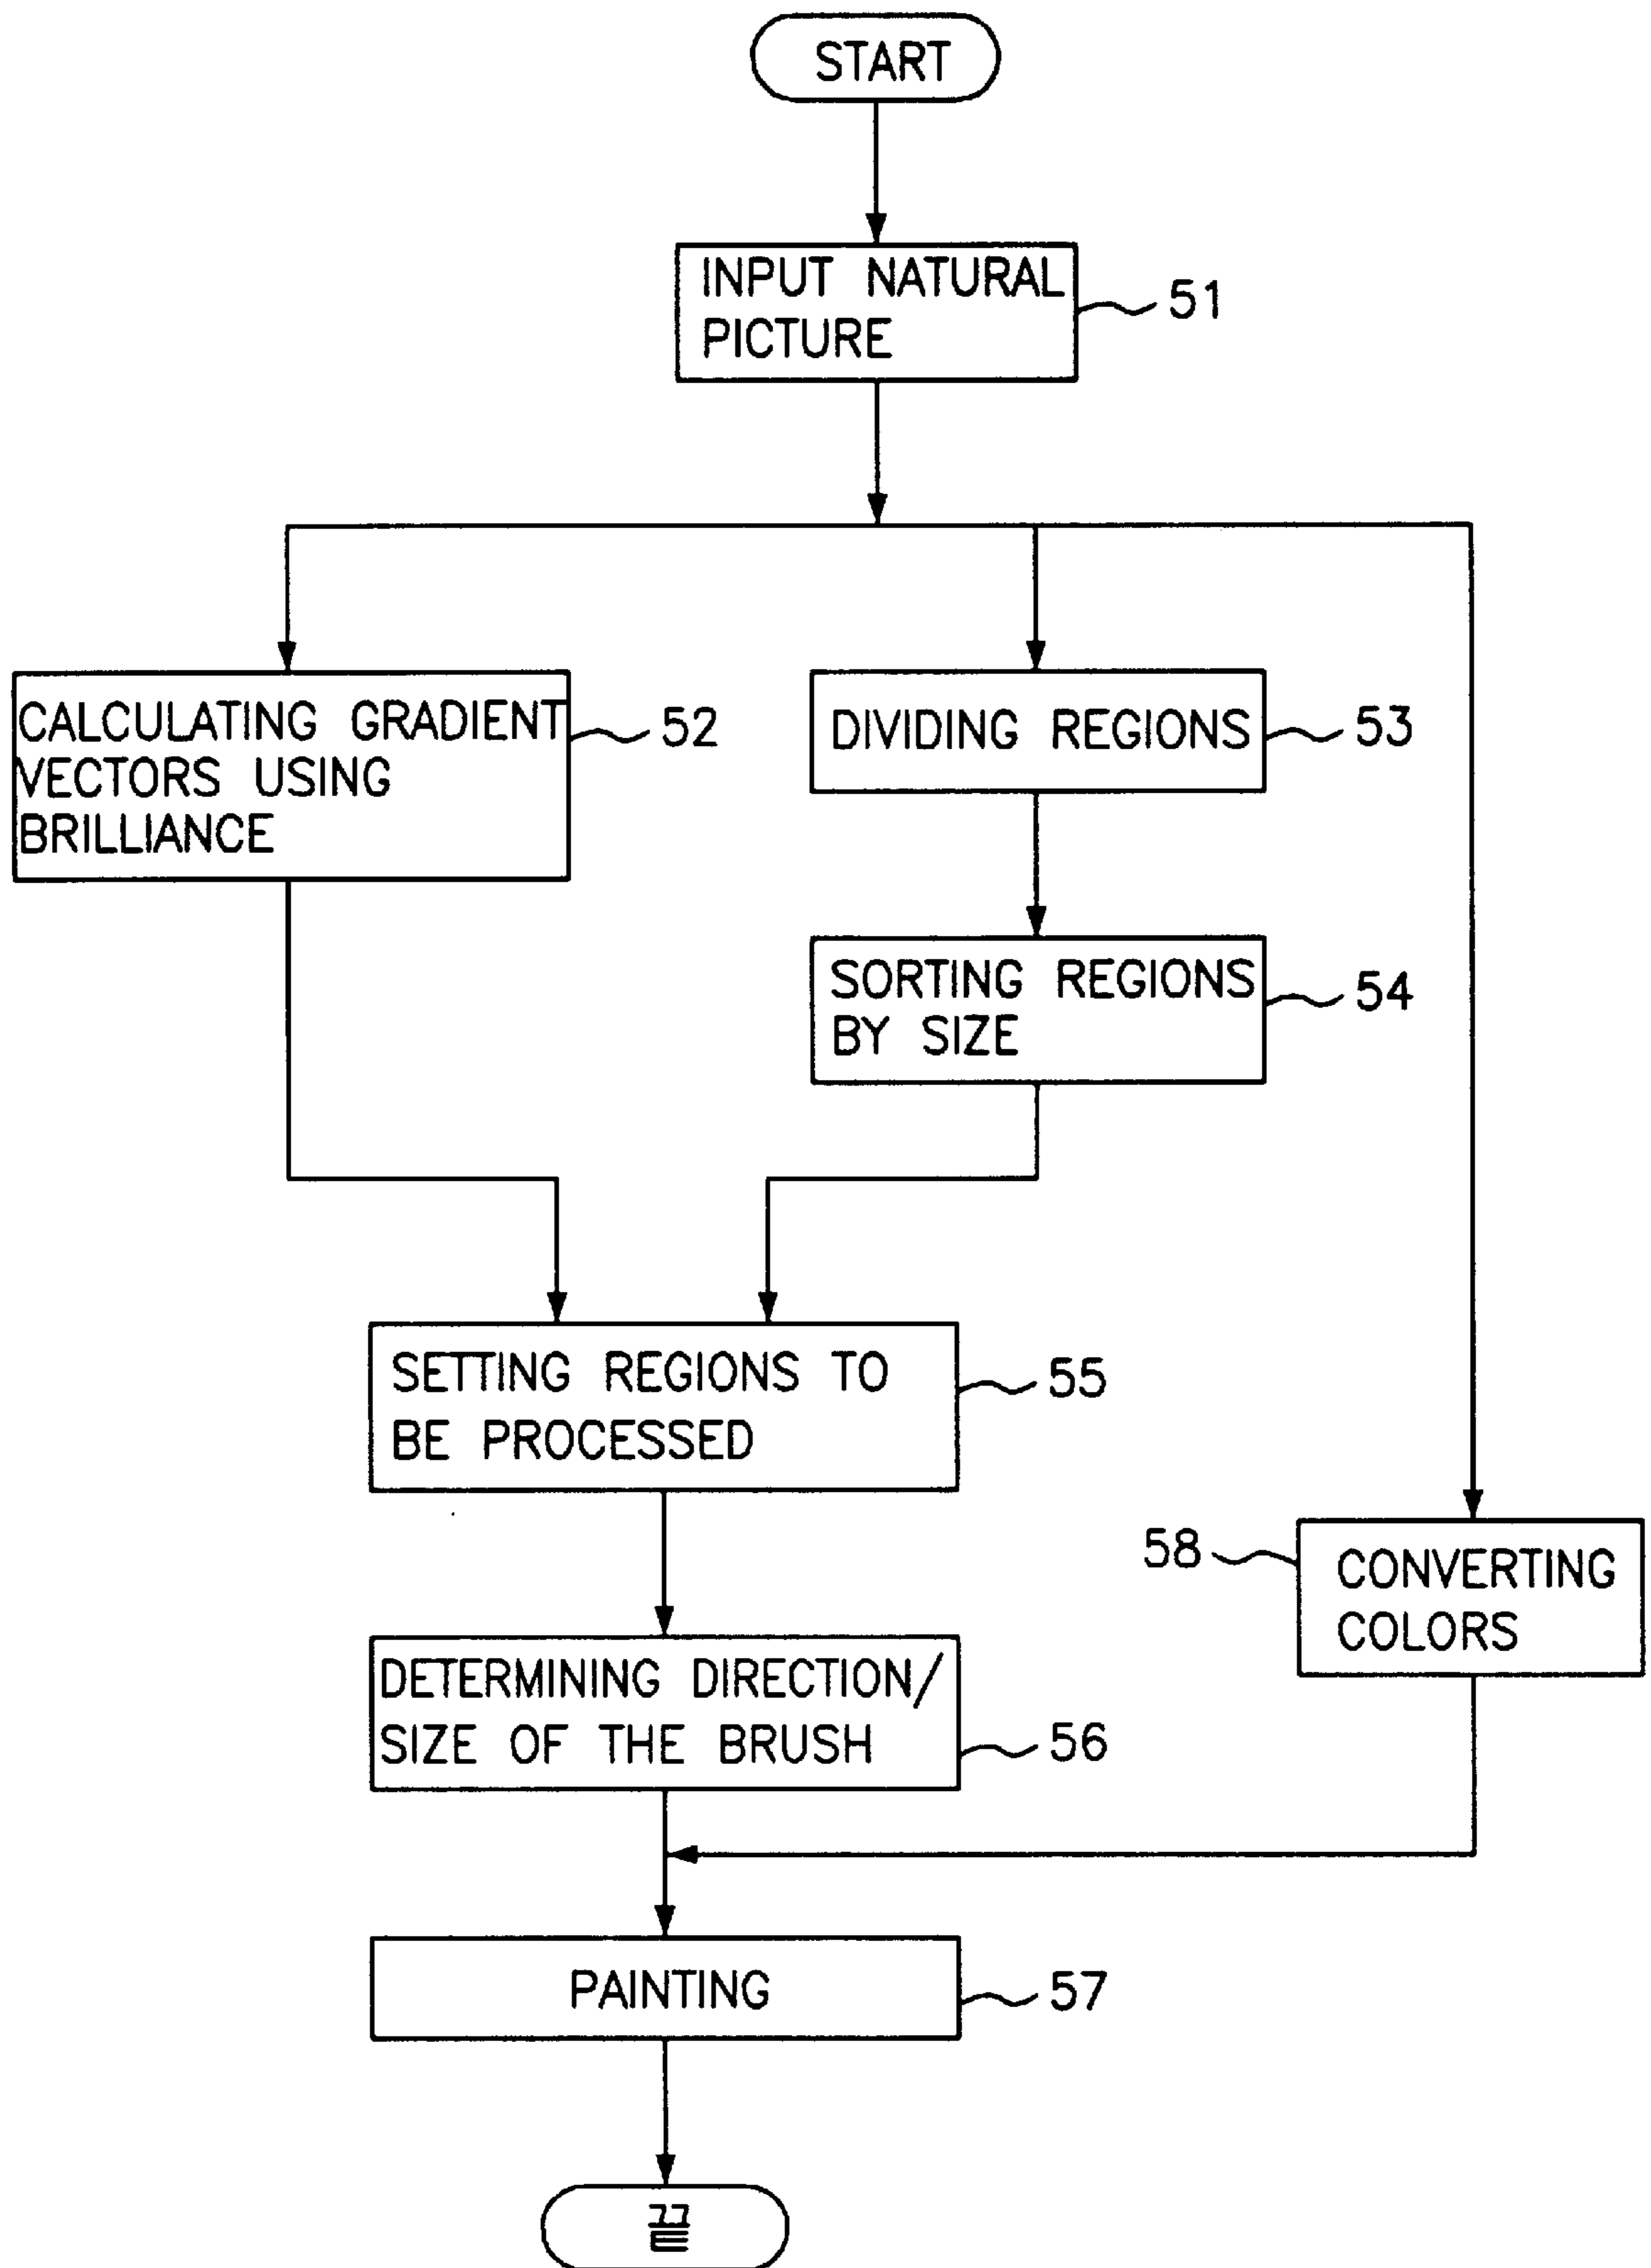 START
INPUT NATURAL
PICTURE
51
CALCULATING GRADIENT
VECTORS USING
BRILLIANCE
52
DIVIDING REGIONS
53
SORTING REGIONS
BY SIZE
54
SETTING REGIONS TO
BE PROCESSED
55
58
CONVERTING
COLORS
DETERMINING DIRECTION/
SIZE OF THE BRUSH
56
PAINTING
57
끝